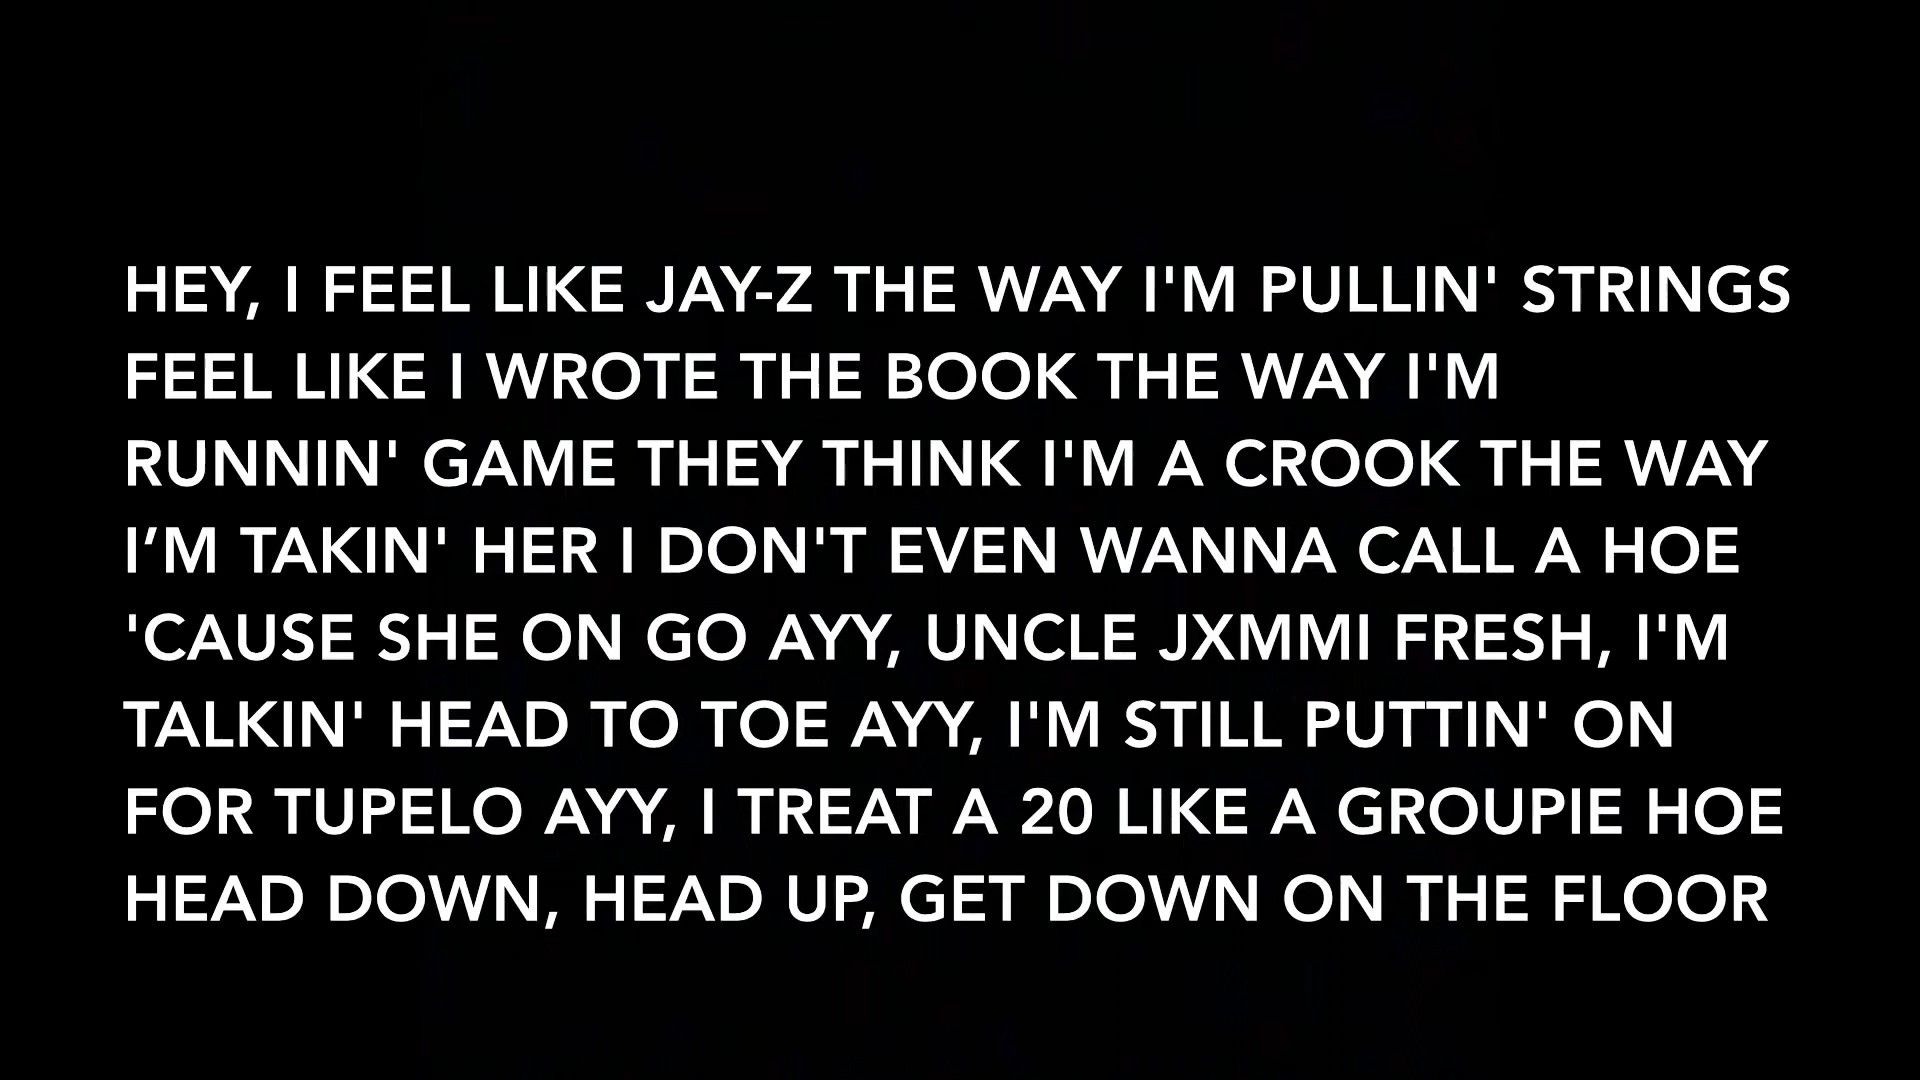 HEY, I FEEL LIKE JAY-Z THE WAY I'M PULLIN' STRINGS
FEEL LIKE I WROTE THE BOOK THE WAY I'M
RUNNIN' GAME THEY THINK I'M A CROOK THE WAY
I’M TAKIN' HER I DON'T EVEN WANNA CALL A HOE
'CAUSE SHE ON GO AYY, UNCLE JXMMI FRESH, I'M
TALKIN' HEAD TO TOE AYY, I'M STILL PUTTIN' ON
FOR TUPELO AYY, I TREAT A 20 LIKE A GROUPIE HOE
HEAD DOWN, HEAD UP, GET DOWN ON THE FLOOR